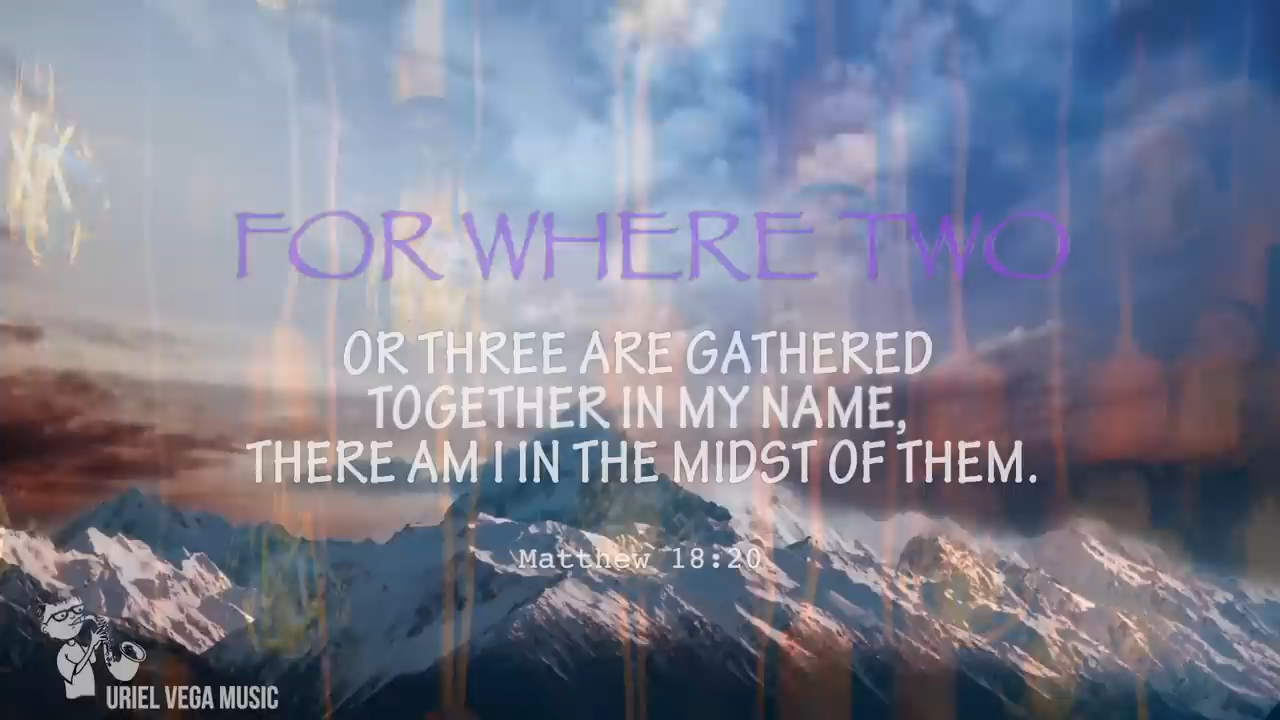 FOR WHERE TWO
OR THREE ARE GATHERED
TOGETHER IN MY NAME,
THERE AM I IN THE MIDST OF THEM.
Matthew 18:20
URIEL VEGA MUSIC